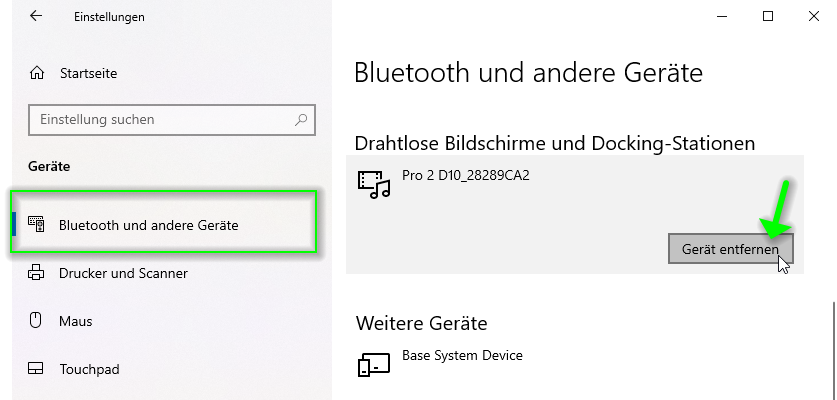 Einstellungen
Startseite
Einstellung suchen
Geräte
Bluetooth und andere Geräte
Drucker und Scanner
Maus
Touchpad
Bluetooth und andere Geräte
Drahtlose Bildschirme und Docking-Stationen
Pro 2 D10_28289CA2
Gerät entfernen
Weitere Geräte
Base System Device